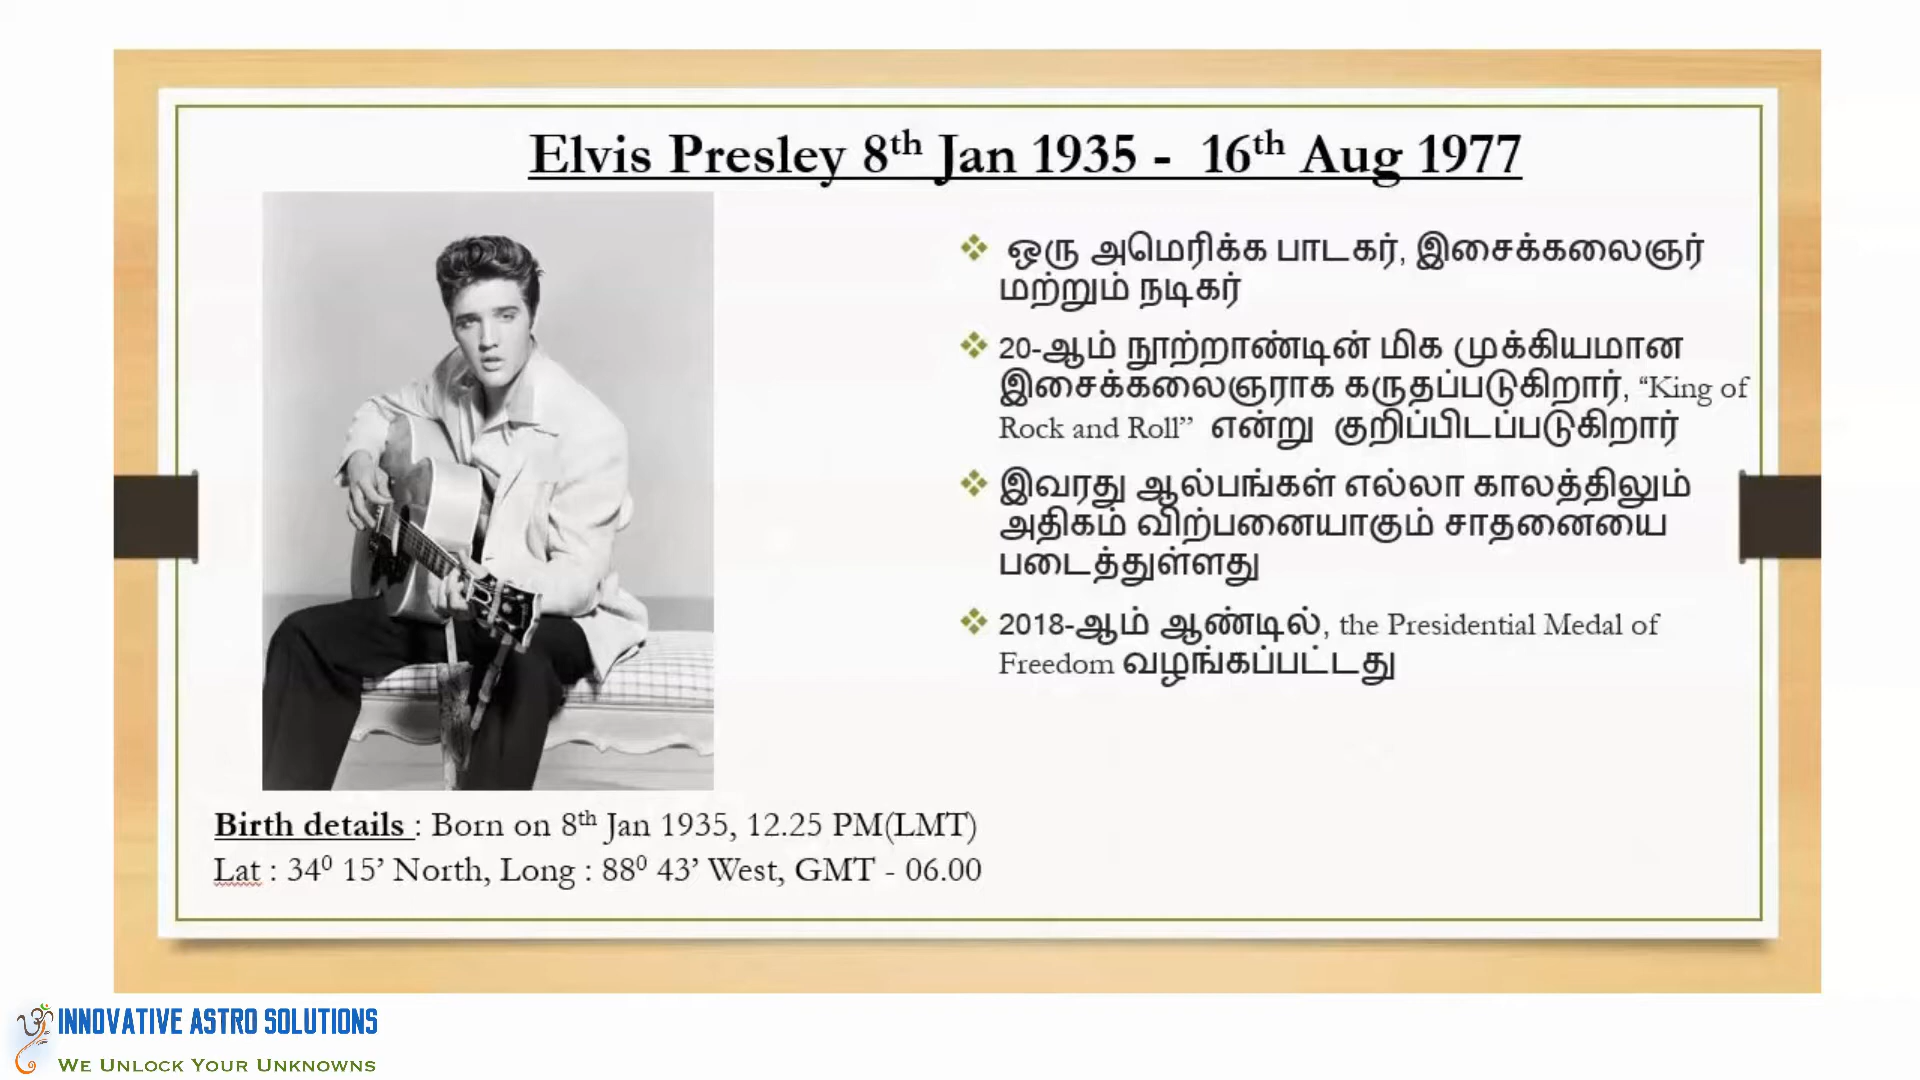 Elvis Presley 8th Jan 1935 - 16th Aug 1977
ஒரு அமெரிக்க பாடகர், இசைக்கலைஞர்
மற்றும் நடிகர்
20-ஆம் நூற்றாண்டின் மிக முக்கியமான
இசைக்கலைஞராக கருதப்படுகிறார், “King of
Rock and Roll” என்று குறிப்பிடப்படுகிறார்
இவரது ஆல்பங்கள் எல்லா காலத்திலும்
அதிகம் விற்பனையாகும் சாதனையை
படைத்துள்ளது
2018-ஆம் ஆண்டில், the Presidential Medal of
Freedom வழங்கப்பட்டது
Birth details : Born on 8th Jan 1935, 12.25 PM(LMT)
Lat : 34⁰ 15’ North, Long : 88⁰ 43’ West, GMT - 06.00
INNOVATIVE ASTRO SOLUTIONS
WE UNLOCK YOUR UNKNOWNS